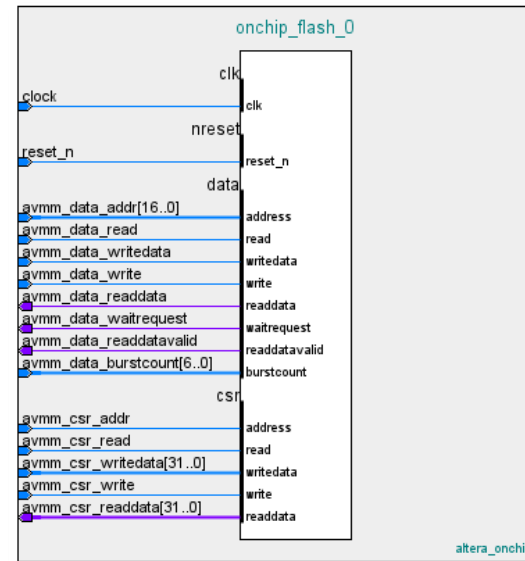 onchip_flash_0
clk
clock
clk
nreset
reset_n
reset_n
data
avmm_data_addr[16..0]
address
avmm_data_read
read
avmm_data_writedata
writedata
avmm_data_write
write
avmm_data_readdata
readdata
avmm_data_waitrequest
waitrequest
avmm_data_readdatavalid
readdatavalid
avmm_data_burstcount[6..0]
burstcount
csr
avmm_csr_addr
address
avmm_csr_read
read
avmm_csr_writedata[31..0]
writedata
avmm_csr_write
write
avmm_csr_readdata[31..0]
readdata
altera_onchi